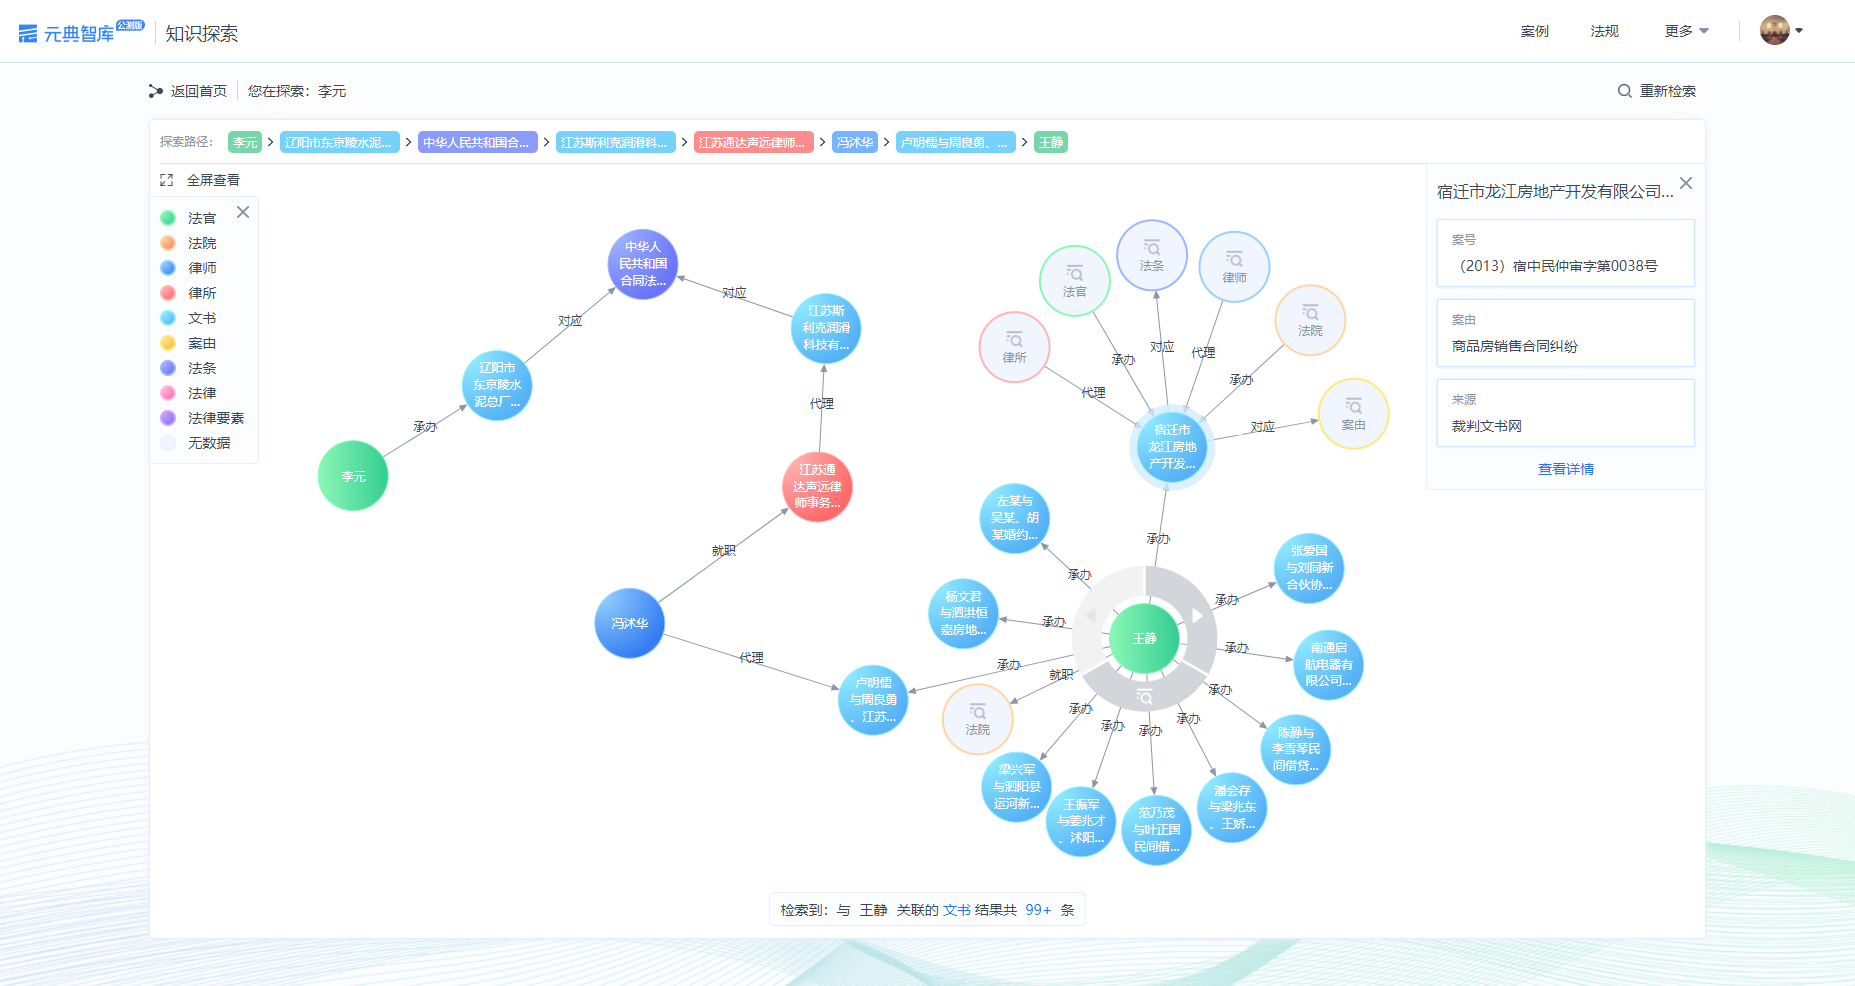 元典智库 公测版
知识探索
案例
法规
更多
返回首页
您在探索：李元
重新检索
探索路径：
李元
辽阳市东京陵水泥...
中华人民共和国合...
江苏斯利克润滑科...
江苏通达声远律师...
冯沭华
卢明儒与周良勇、...
王静
全屏查看
法官
法院
律师
律所
文书
案由
法条
法律
法律要素
无数据
李元
承办
辽阳市
东京陵水
泥总厂...
对应
中华人
民共和国
合同法...
对应
江苏斯
利克润滑
科技有...
代理
江苏通
达声远律
师事务...
就职
冯沭华
代理
卢明儒
与周良勇
、江苏...
律所
法官
法条
律师
法院
案由
代理
承办
对应
代理
承办
对应
宿迁市
龙江房地
产开发...
承办
左某与
吴某、胡
某婚约...
承办
杨文君
与泗洪恒
嘉房地...
承办
承办
就职
法院
王静
承办
张爱国
与刘同新
合伙协...
承办
南通启
航电器有
限公司...
承办
陈静与
李雪琴民
间借贷...
承办
潘会存
与梁兆东
、王娇...
承办
范乃茂
与叶正国
民间借...
承办
王振军
与姜兆才
、沭阳...
承办
梁兴军
与泗阳县
运河新...
宿迁市龙江房地产开发有限公司...
案号
（2013）宿中民仲审字第0038号
案由
商品房销售合同纠纷
来源
裁判文书网
查看详情
检索到：与 王静 关联的 文书 结果共 99+ 条